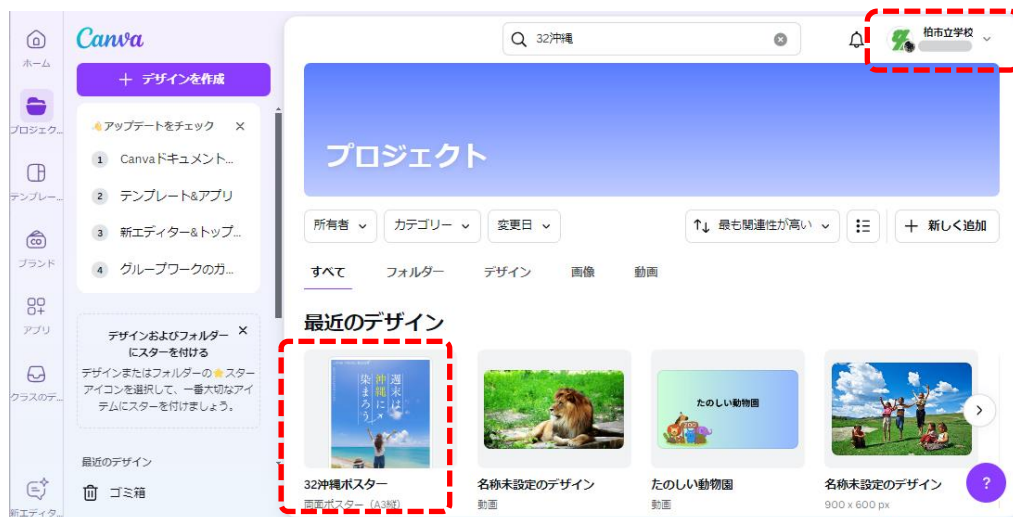 ホーム
プロジェク...
テンプレー...
ブランド
アプリ
クラスのデ...
新エディタ...
Canva
＋ デザインを作成
アップデートをチェック ×
1 Canvaドキュメント...
2 テンプレート&アプリ
3 新エディター&トップ...
4 グループワークのガ...
デザインおよびフォルダー ×
にスターを付ける
デザインまたはフォルダーの⭐スター
アイコンを選択して、一番大切なアイ
テムにスターを付けましょう。
最近のデザイン
ゴミ箱
32沖縄
柏市立学校
プロジェクト
所有者
カテゴリー
変更日
最も関連性が高い
＋ 新しく追加
すべて
フォルダー
デザイン
画像
動画
最近のデザイン
週末は
沖縄に
染まろう
たのしい動物園
ZOO
32沖縄ポスター
両面ポスター (A3縦)
名称未設定のデザイン
動画
たのしい動物園
動画
名称未設定のデザイン
900 x 600 px
?